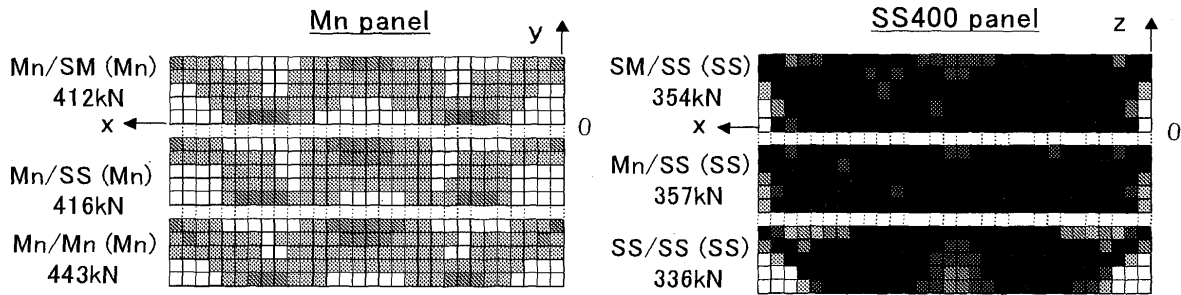 Mn panel
y
Mn/SM (Mn)
412kN
x
0
Mn/SS (Mn)
416kN
Mn/Mn (Mn)
443kN
SS400 panel
z
SM/SS (SS)
354kN
x
0
Mn/SS (SS)
357kN
SS/SS (SS)
336kN